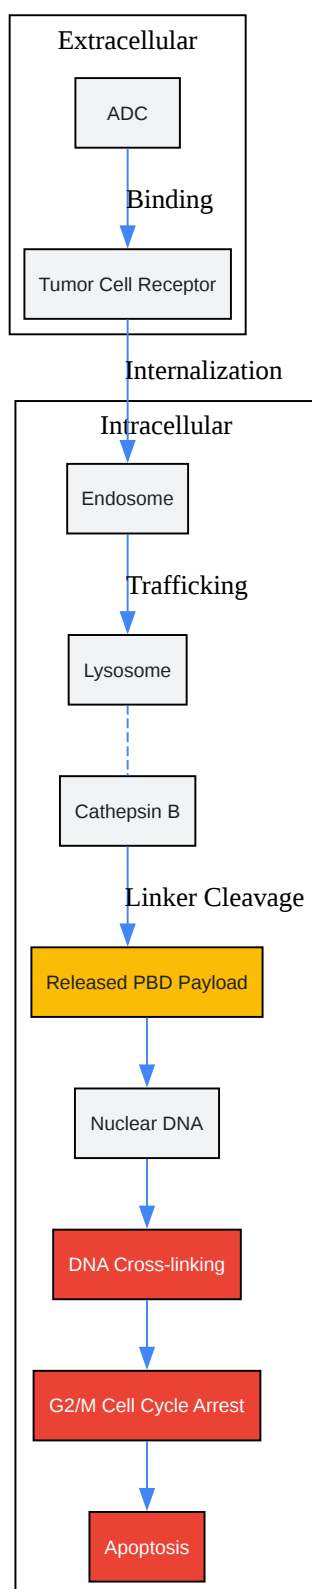 Extracellular
ADC
Binding
Tumor Cell Receptor
Internalization
Intracellular
Endosome
Trafficking
Lysosome
Cathepsin B
Linker Cleavage
Released PBD Payload
Nuclear DNA
DNA Cross-linking
G2/M Cell Cycle Arrest
Apoptosis